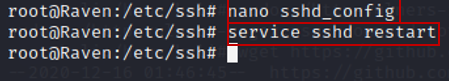 root@Raven:/etc/ssh# nano sshd_config
root@Raven:/etc/ssh# service sshd restart
root@Raven:/etc/ssh#